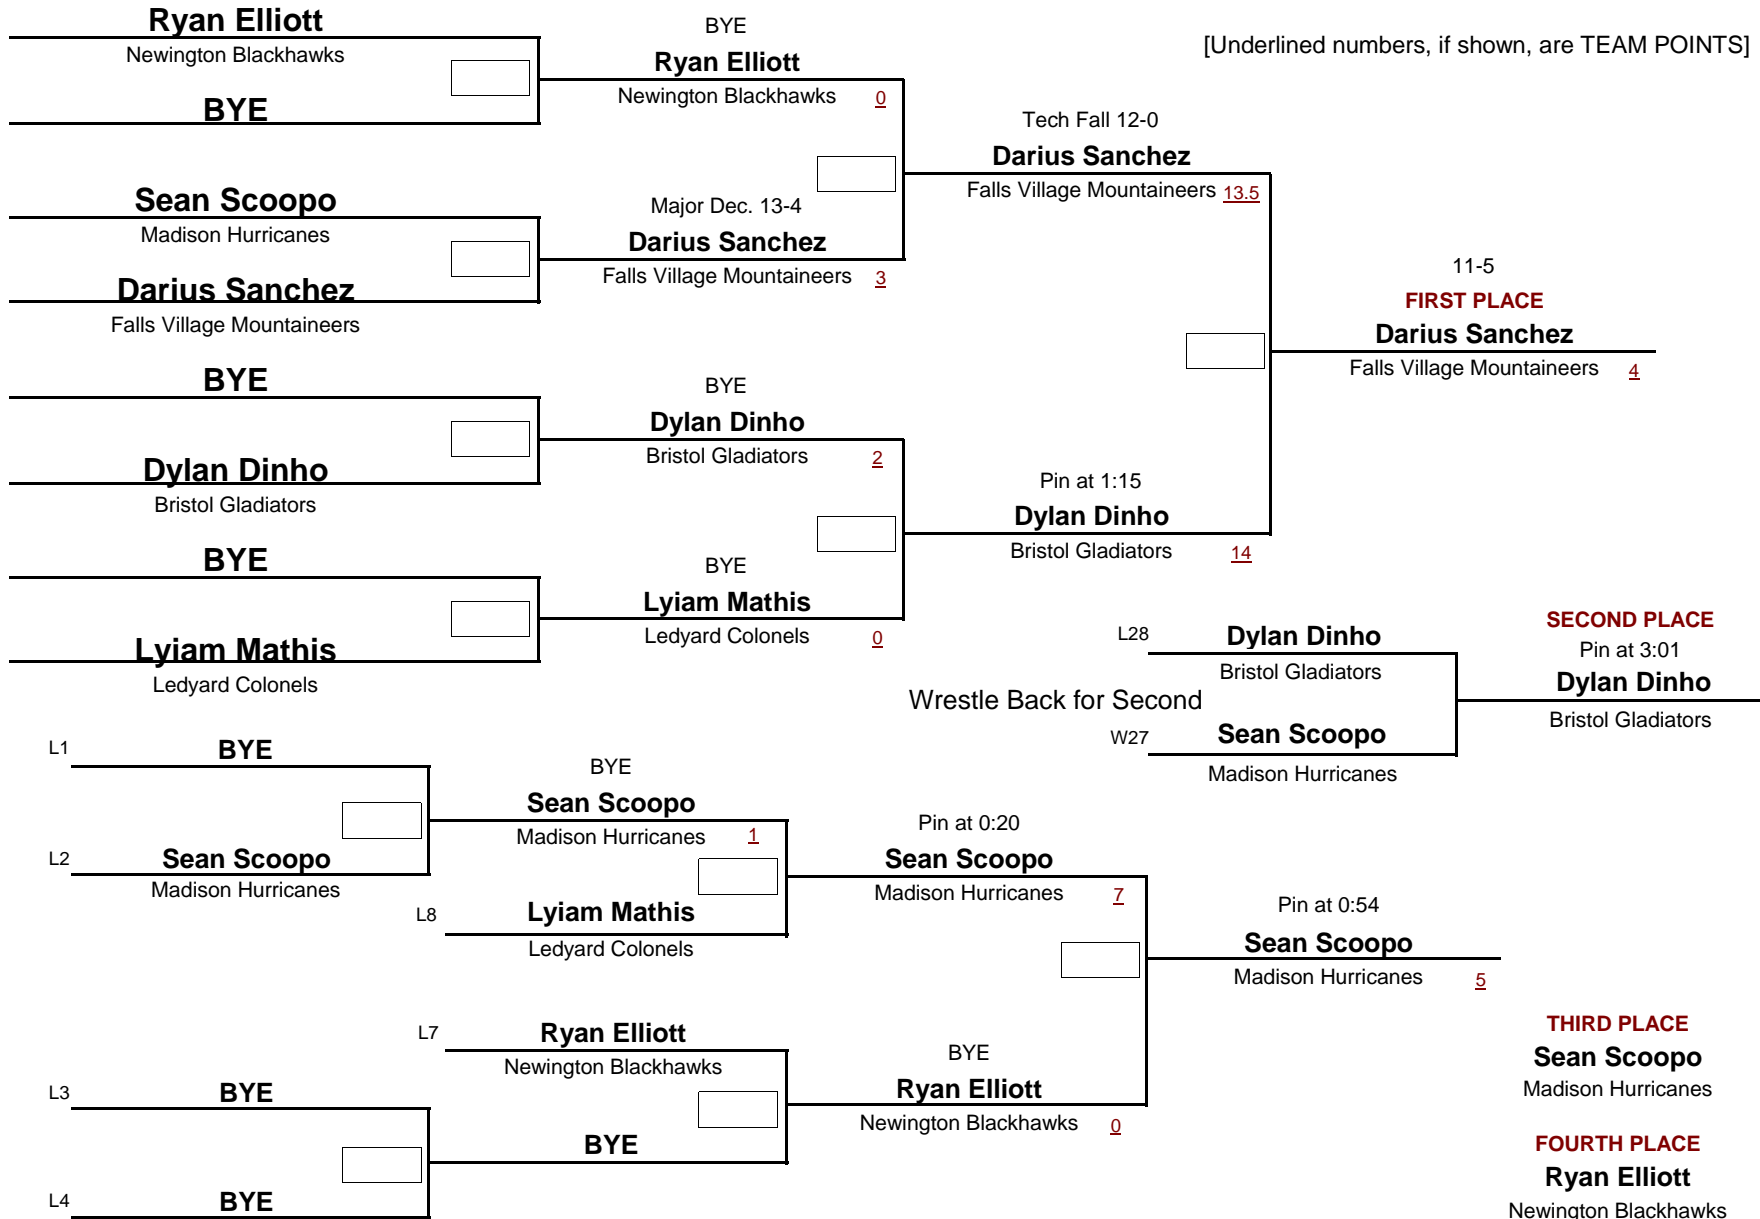 Ryan Elliott
Newington Blackhawks
BYE
Sean Scoopo
Madison Hurricanes
Darius Sanchez
Falls Village Mountaineers
BYE
Dylan Dinho
Bristol Gladiators
BYE
Lyiam Mathis
Ledyard Colonels
BYE
Ryan Elliott
Newington Blackhawks 0
Major Dec. 13-4
Darius Sanchez
Falls Village Mountaineers 3
BYE
Dylan Dinho
Bristol Gladiators 2
BYE
Lyiam Mathis
Ledyard Colonels 0
[Underlined numbers, if shown, are TEAM POINTS]
Tech Fall 12-0
Darius Sanchez
Falls Village Mountaineers 13.5
Pin at 1:15
Dylan Dinho
Bristol Gladiators 14
11-5
FIRST PLACE
Darius Sanchez
Falls Village Mountaineers 4
L28 Dylan Dinho
Bristol Gladiators
Wrestle Back for Second
W27 Sean Scoopo
Madison Hurricanes
SECOND PLACE
Pin at 3:01
Dylan Dinho
Bristol Gladiators
L1 BYE
L2 Sean Scoopo
Madison Hurricanes
L3 BYE
L4 BYE
BYE
Sean Scoopo
Madison Hurricanes 1
L8 Lyiam Mathis
Ledyard Colonels
L7 Ryan Elliott
Newington Blackhawks
BYE
Pin at 0:20
Sean Scoopo
Madison Hurricanes 7
BYE
Ryan Elliott
Newington Blackhawks 0
Pin at 0:54
Sean Scoopo
Madison Hurricanes 5
THIRD PLACE
Sean Scoopo
Madison Hurricanes
FOURTH PLACE
Ryan Elliott
Newington Blackhawks